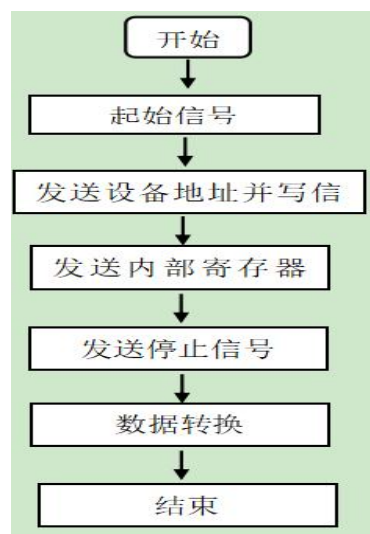 开始
起始信号
发送设备地址并写信
发送内部寄存器
发送停止信号
数据转换
结束